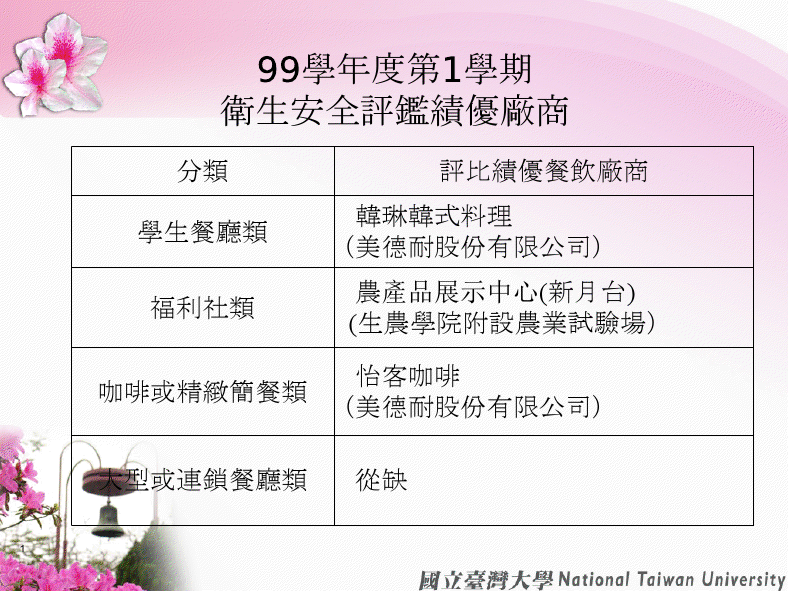 99學年度第1學期
衛生安全評鑑績優廠商
分類
評比績優餐飲廠商
學生餐廳類
韓琳韓式料理
(美德耐股份有限公司)
福利社類
農產品展示中心(新月台)
(生農學院附設農業試驗場)
咖啡或精緻簡餐類
怡客咖啡
(美德耐股份有限公司)
大型或連鎖餐廳類
從缺
1
國立臺灣大學 National Taiwan University